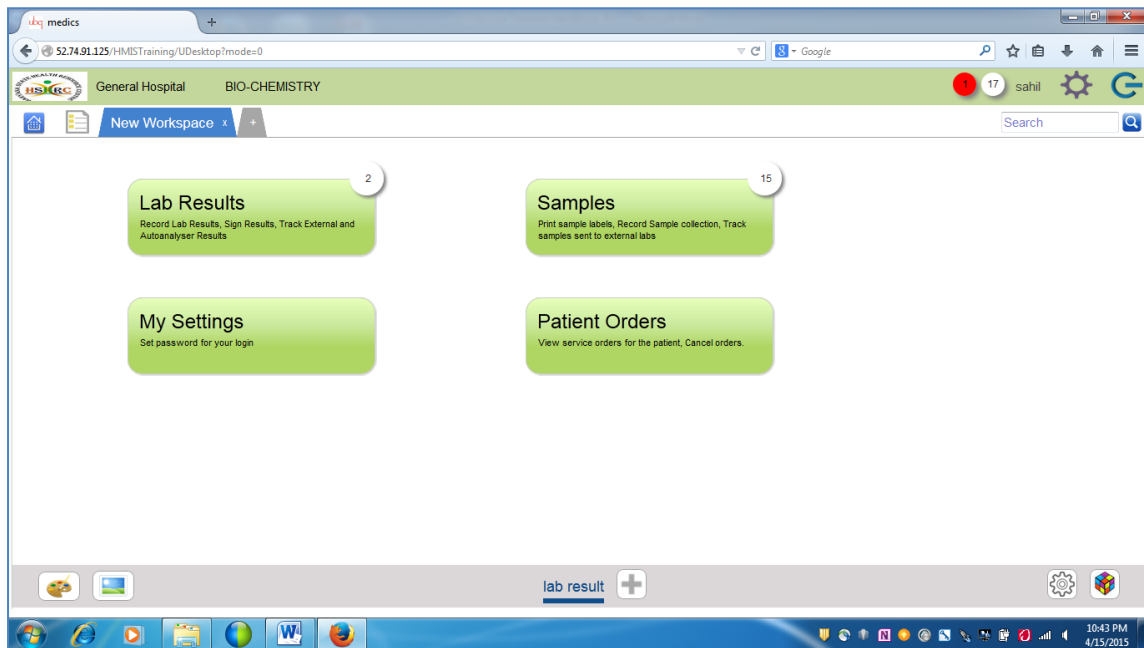 ubq medics
52.74.91.125/HMISTraining/UDesktop?mode=0
Google
HSHRC
General Hospital
BIO-CHEMISTRY
1
17
sahil
New Workspace x
+
Search
2
Lab Results
Record Lab Results, Sign Results, Track External and
Autoanalyser Results
15
Samples
Print sample labels, Record Sample collection, Track
samples sent to external labs
My Settings
Set password for your login
Patient Orders
View service orders for the patient, Cancel orders.
lab result
10:43 PM
4/15/2015